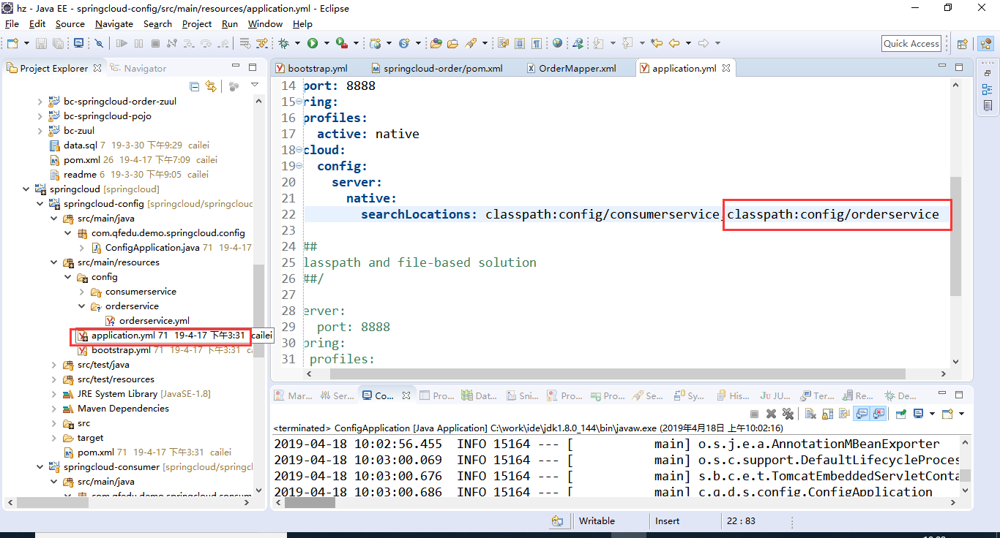 hz - Java EE - springcloud-config/src/main/resources/application.yml - Eclipse
File Edit Source Navigate Search Project Run Window Help
Quick Access
Project Explorer Navigator
bc-springcloud-order-zuul
bc-springcloud-pojo
bc-zuul
data.sql 7 19-3-30 下午9:29 cailei
pom.xml 26 19-4-17 下午7:09 cailei
readme 6 19-3-30 下午9:05 cailei
springcloud [springcloud]
springcloud-config [springcloud/springcloud
src/main/java
com.qfedu.demo.springcloud.config
ConfigApplication.java 71 19-4-17
src/main/resources
config
consumerservice
orderservice
orderservice.yml
application.yml 71 19-4-17 下午3:31 cailei
bootstrap.yml 71 19-4-17 下午3:31
src/test/java
src/test/resources
JRE System Library [JavaSE-1.8]
Maven Dependencies
src
target
pom.xml 71 19-4-17 下午3:31 cailei
springcloud-consumer [springcloud/springcl
src/main/java
com.qfedu.demo.springcloud.consum
bootstrap.yml springcloud-order/pom.xml OrderMapper.xml application.yml
14 port: 8888
15 ring:
16 profiles:
17 active: native
18 cloud:
19 config:
20 server:
21 native:
22 searchLocations: classpath:config/consumerservice,classpath:config/orderservice
23
24 ##
25 lasspath and file-based solution
26 ##/
27
28 erver:
29 port: 8888
30 pring:
31 profiles:
Mar... Ser... Co... Pro... Dat... Sni... Pro... Pro... Se... Sy... His... JU JU... Ter... Re... De...
<terminated> ConfigApplication [Java Application] C:\work\ide\jdk1.8.0_144\bin\javaw.exe (2019年4月18日 上午10:02:16)
2019-04-18 10:02:56.455 INFO 15164 --- [ main] o.s.j.e.a.AnnotationMBeanExporter
2019-04-18 10:03:00.069 INFO 15164 --- [ main] o.s.c.support.DefaultLifecycleProces
2019-04-18 10:03:00.676 INFO 15164 --- [ main] s.b.c.e.t.TomcatEmbeddedServletConta
2019-04-18 10:03:00.686 INFO 15164 --- [ main] c.q.d.s.config.ConfigApplication
Writable Insert 22 : 83